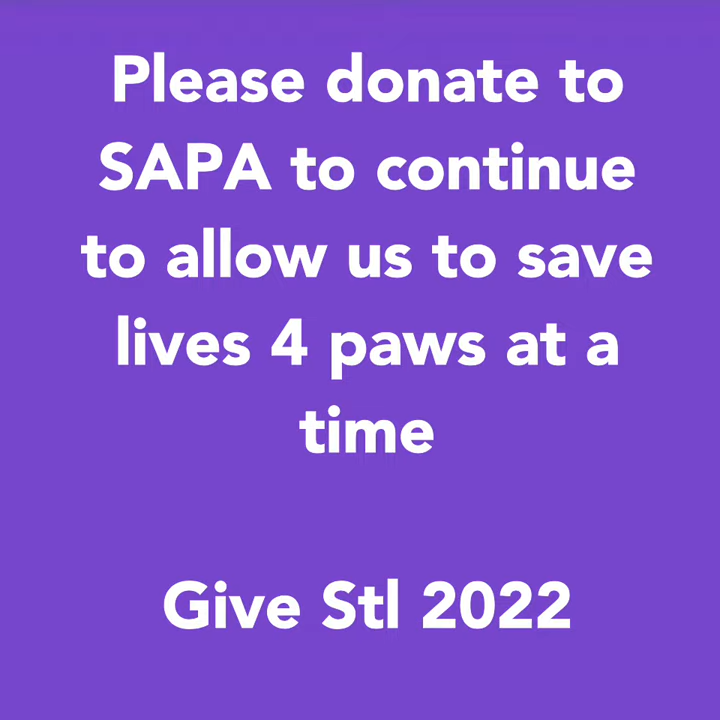 Please donate to
SAPA to continue
to allow us to save
lives 4 paws at a
time
Give Stl 2022